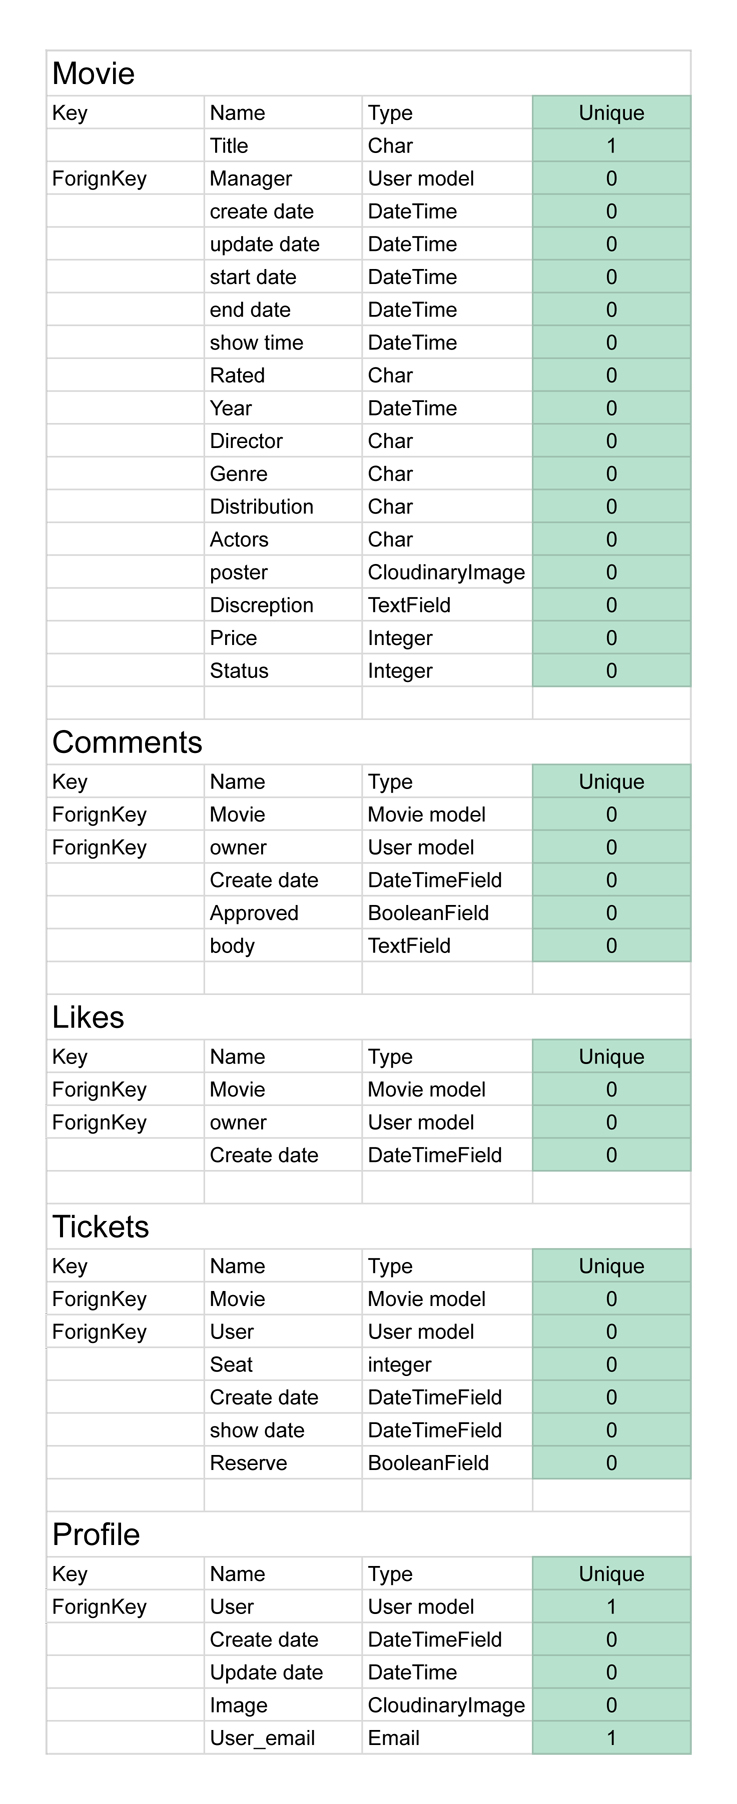 Movie
Key Name Type Unique
Title Char 1
ForignKey Manager User model 0
create date DateTime 0
update date DateTime 0
start date DateTime 0
end date DateTime 0
show time DateTime 0
Rated Char 0
Year DateTime 0
Director Char 0
Genre Char 0
Distribution Char 0
Actors Char 0
poster CloudinaryImage 0
Discreption TextField 0
Price Integer 0
Status Integer 0
Comments
Key Name Type Unique
ForignKey Movie Movie model 0
ForignKey owner User model 0
Create date DateTimeField 0
Approved BooleanField 0
body TextField 0
Likes
Key Name Type Unique
ForignKey Movie Movie model 0
ForignKey owner User model 0
Create date DateTimeField 0
Tickets
Key Name Type Unique
ForignKey Movie Movie model 0
ForignKey User User model 0
Seat integer 0
Create date DateTimeField 0
show date DateTimeField 0
Reserve BooleanField 0
Profile
Key Name Type Unique
ForignKey User User model 1
Create date DateTimeField 0
Update date DateTime 0
Image CloudinaryImage 0
User_email Email 1